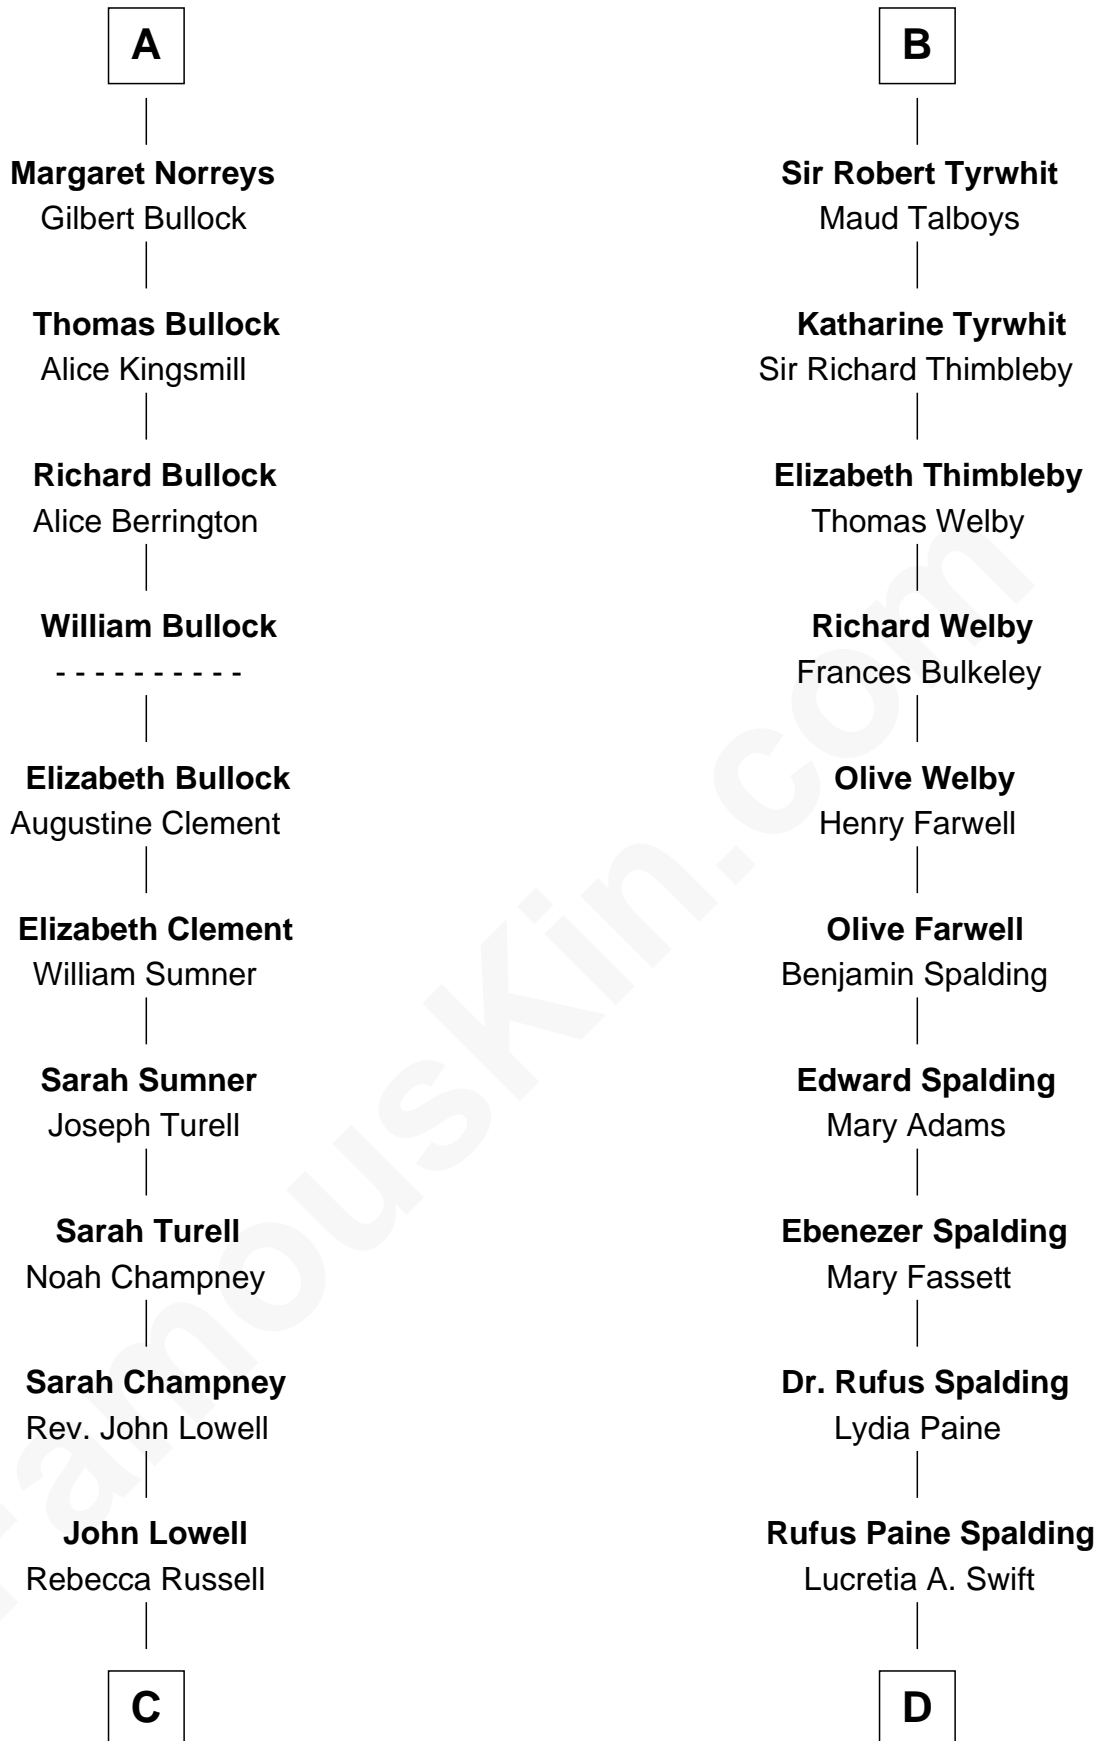 A
Margaret Norreys
Gilbert Bullock
Thomas Bullock
Alice Kingsmill
Richard Bullock
Alice Berrington
William Bullock
- - - - - - - - - -
Elizabeth Bullock
Augustine Clement
Elizabeth Clement
William Sumner
Sarah Sumner
Joseph Turell
Sarah Turell
Noah Champney
Sarah Champney
Rev. John Lowell
John Lowell
Rebecca Russell
C
B
Sir Robert Tyrwhit
Maud Talboys
Katharine Tyrwhit
Sir Richard Thimbleby
Elizabeth Thimbleby
Thomas Welby
Richard Welby
Frances Bulkeley
Olive Welby
Henry Farwell
Olive Farwell
Benjamin Spalding
Edward Spalding
Mary Adams
Ebenezer Spalding
Mary Fassett
Dr. Rufus Spalding
Lydia Paine
Rufus Paine Spalding
Lucretia A. Swift
D
FamousKin.com